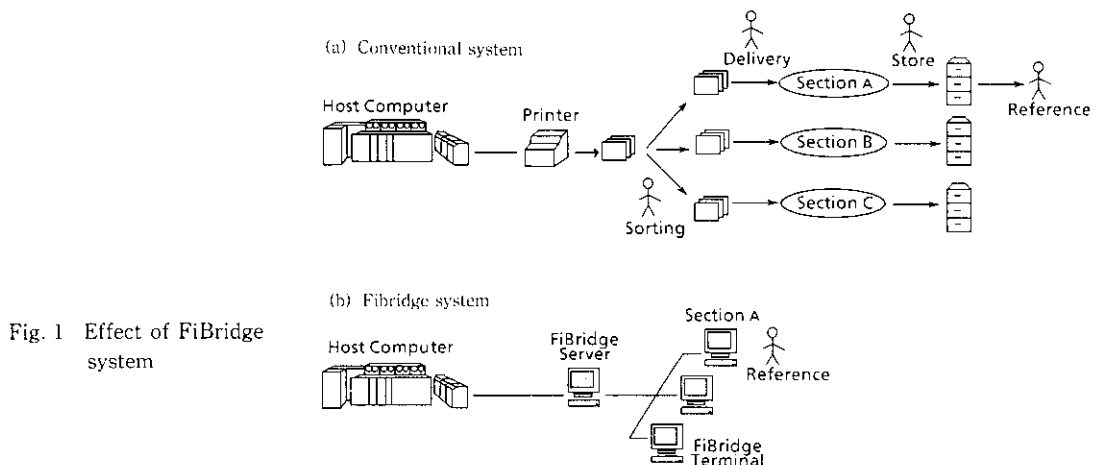 (a) Conventional system
Delivery
Store
Section A
Host Computer
Printer
Reference
Section B
Sorting
Section C
(b) Fibridge system
Fig. 1 Effect of FiBridge
system
Section A
Host Computer
FiBridge
Server
Reference
FiBridge
Terminal